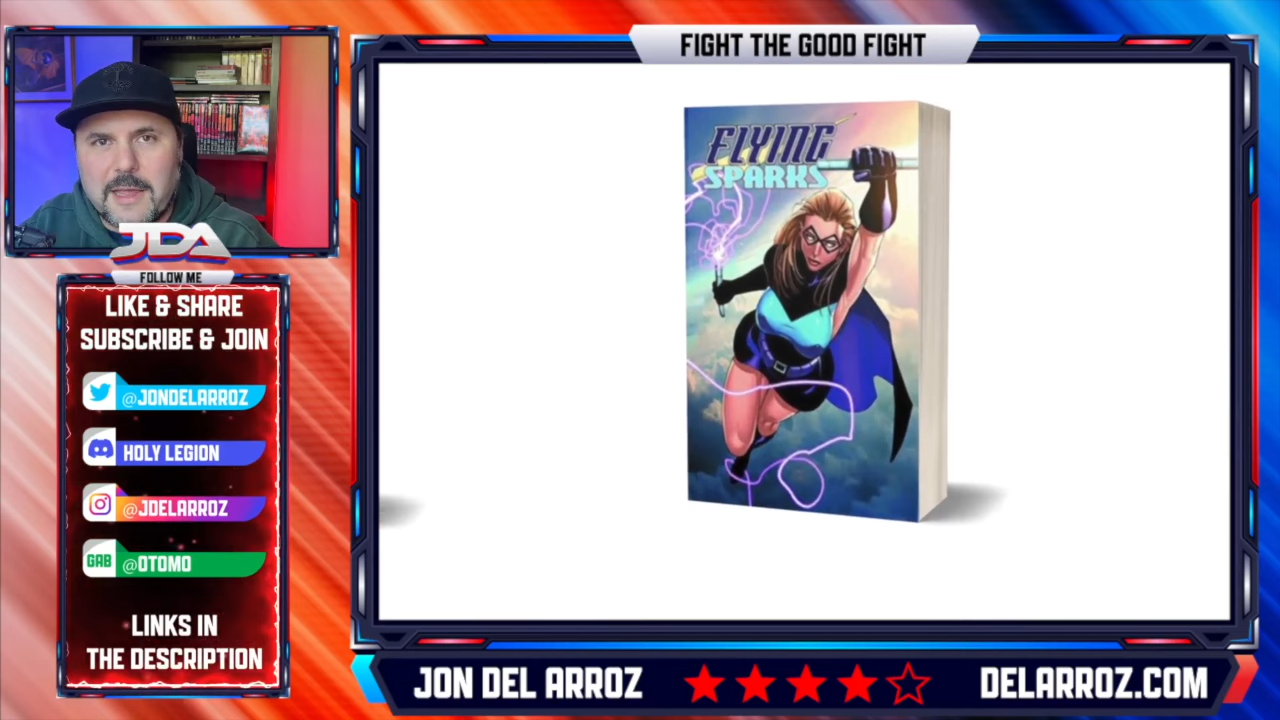 FIGHT THE GOOD FIGHT
FLYING
SPARKS
JDA
FOLLOW ME
LIKE & SHARE
SUBSCRIBE & JOIN
@JONDELARROZ
HOLY LEGION
@JDELARROZ
GAB @OTOMO
LINKS IN
THE DESCRIPTION
JON DEL ARROZ
DELARROZ.COM